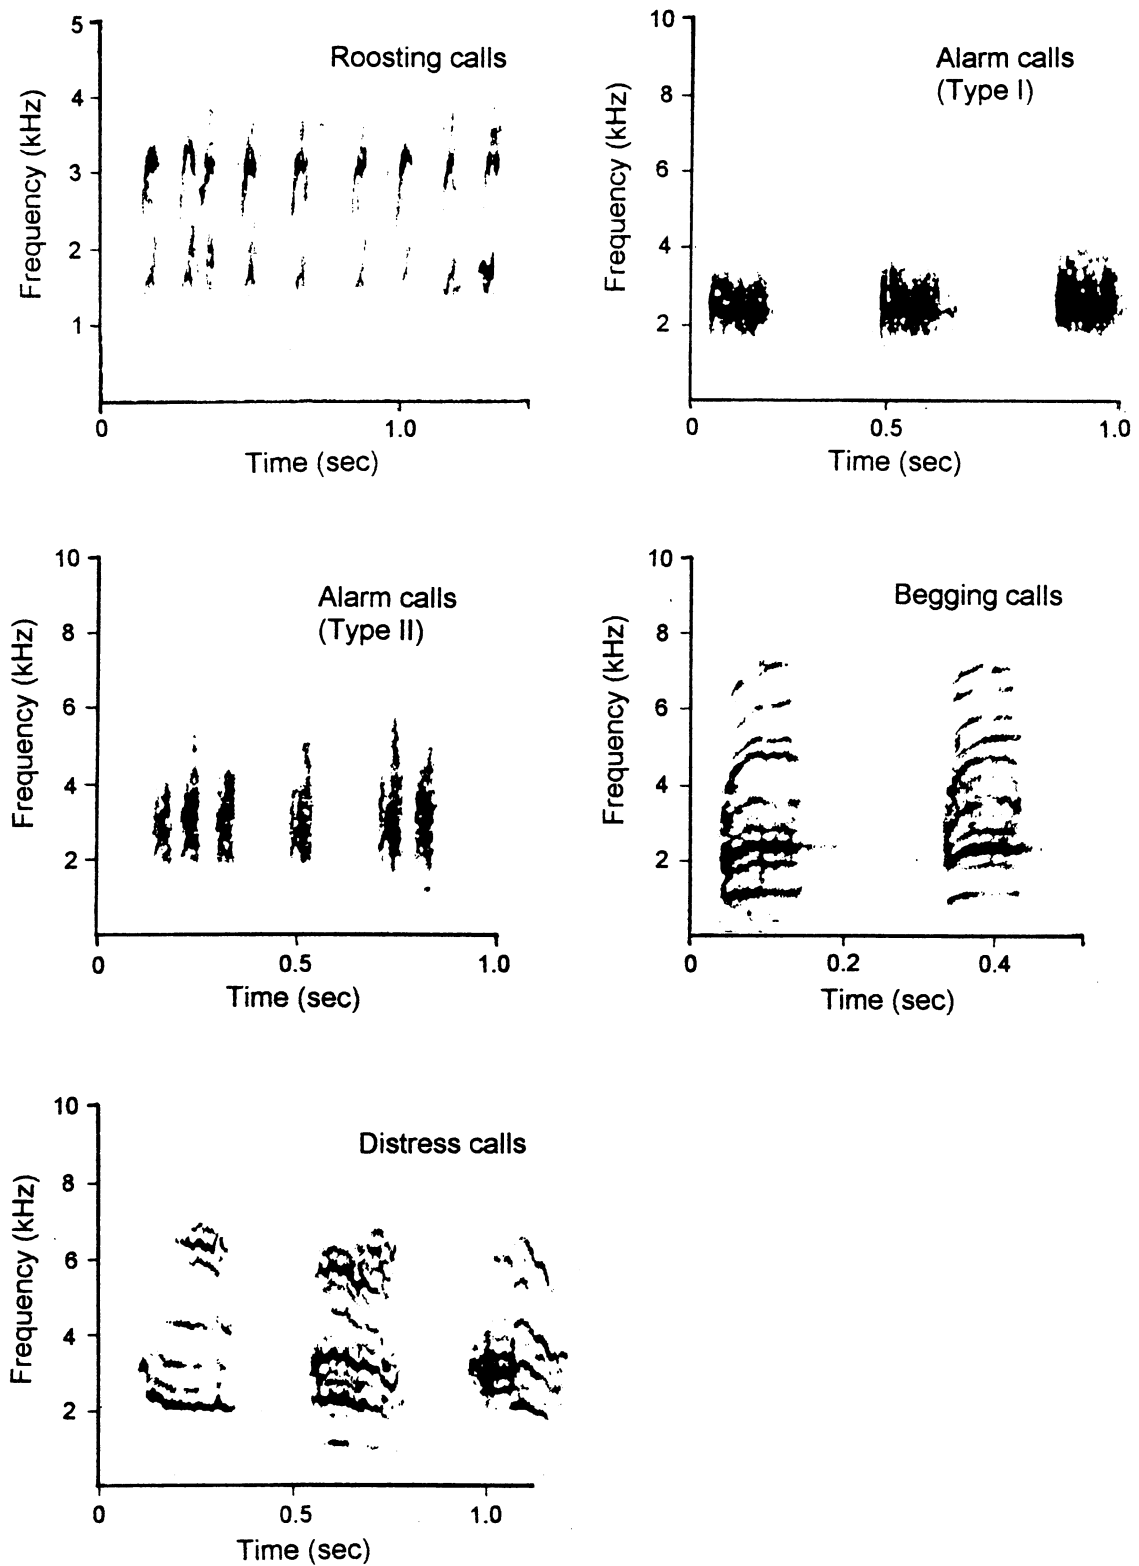 5
4
3
2
1
0
1.0
Frequency (kHz)
Time (sec)
Roosting calls
10
8
6
4
2
0
0.5
1.0
Frequency (kHz)
Time (sec)
Alarm calls
(Type I)
10
8
6
4
2
0
0.5
1.0
Frequency (kHz)
Time (sec)
Alarm calls
(Type II)
10
8
6
4
2
0
0.2
0.4
Frequency (kHz)
Time (sec)
Begging calls
10
8
6
4
2
0
0.5
1.0
Frequency (kHz)
Time (sec)
Distress calls